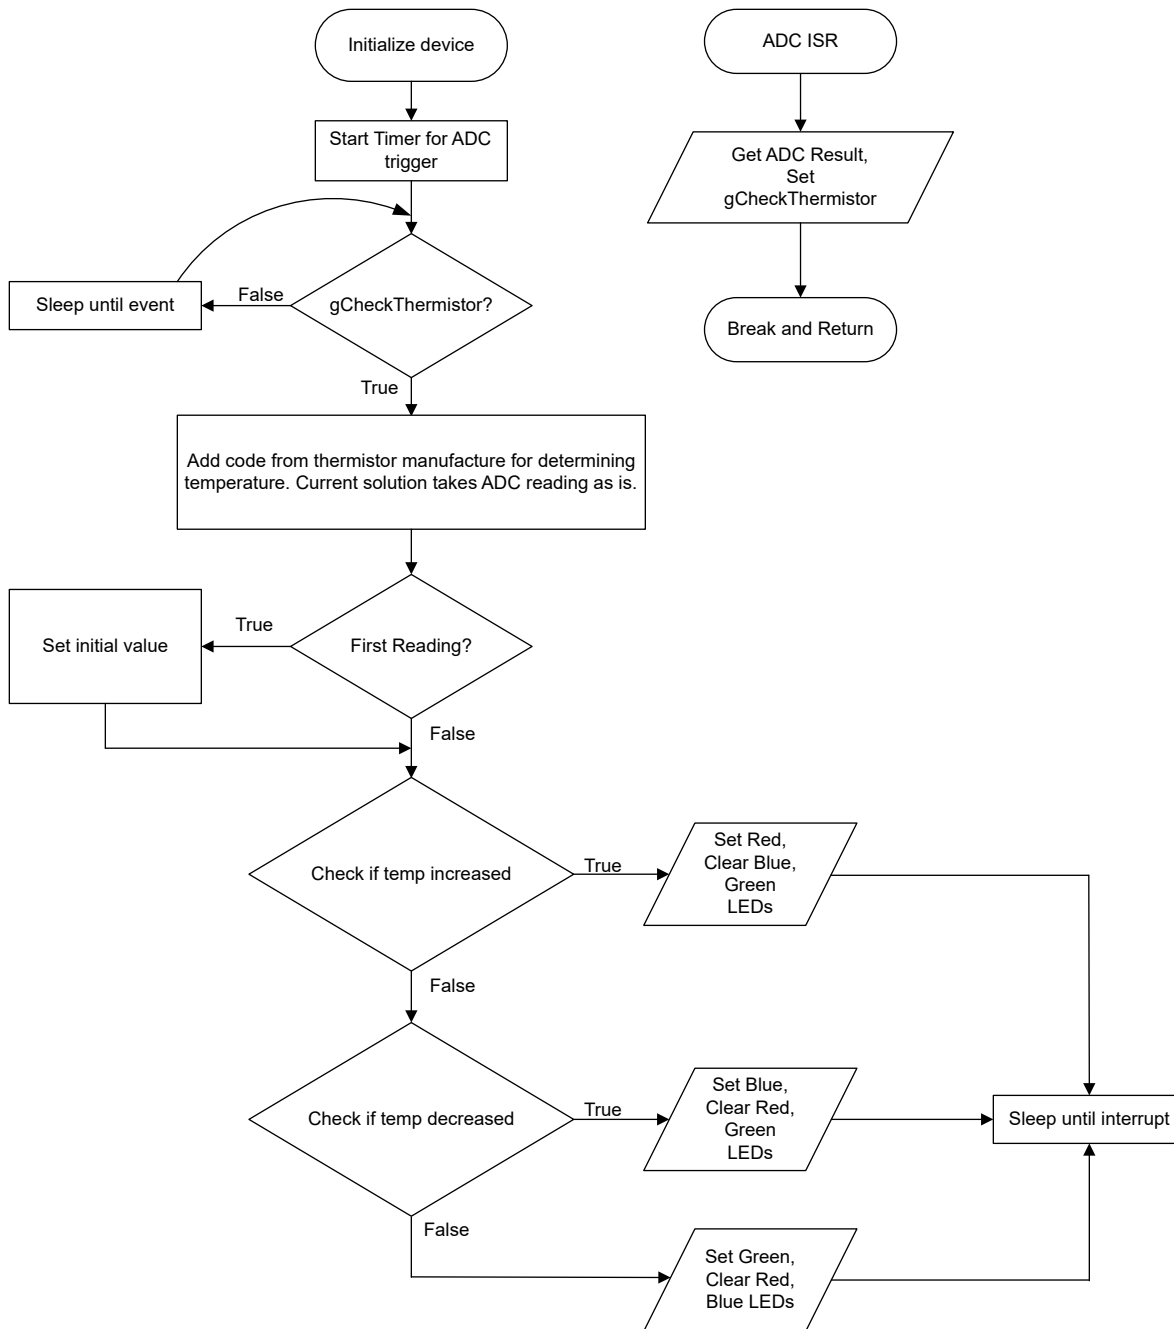 Initialize device
ADC ISR
Start Timer for ADC
trigger
Get ADC Result,
Set
gCheckThermistor
Sleep until event
False
gCheckThermistor?
Break and Return
True
Add code from thermistor manufacture for determining
temperature. Current solution takes ADC reading as is.
Set initial value
True
First Reading?
False
Check if temp increased
True
Set Red,
Clear Blue,
Green
LEDs
False
Check if temp decreased
True
Set Blue,
Clear Red,
Green
LEDs
Sleep until interrupt
False
Set Green,
Clear Red,
Blue LEDs